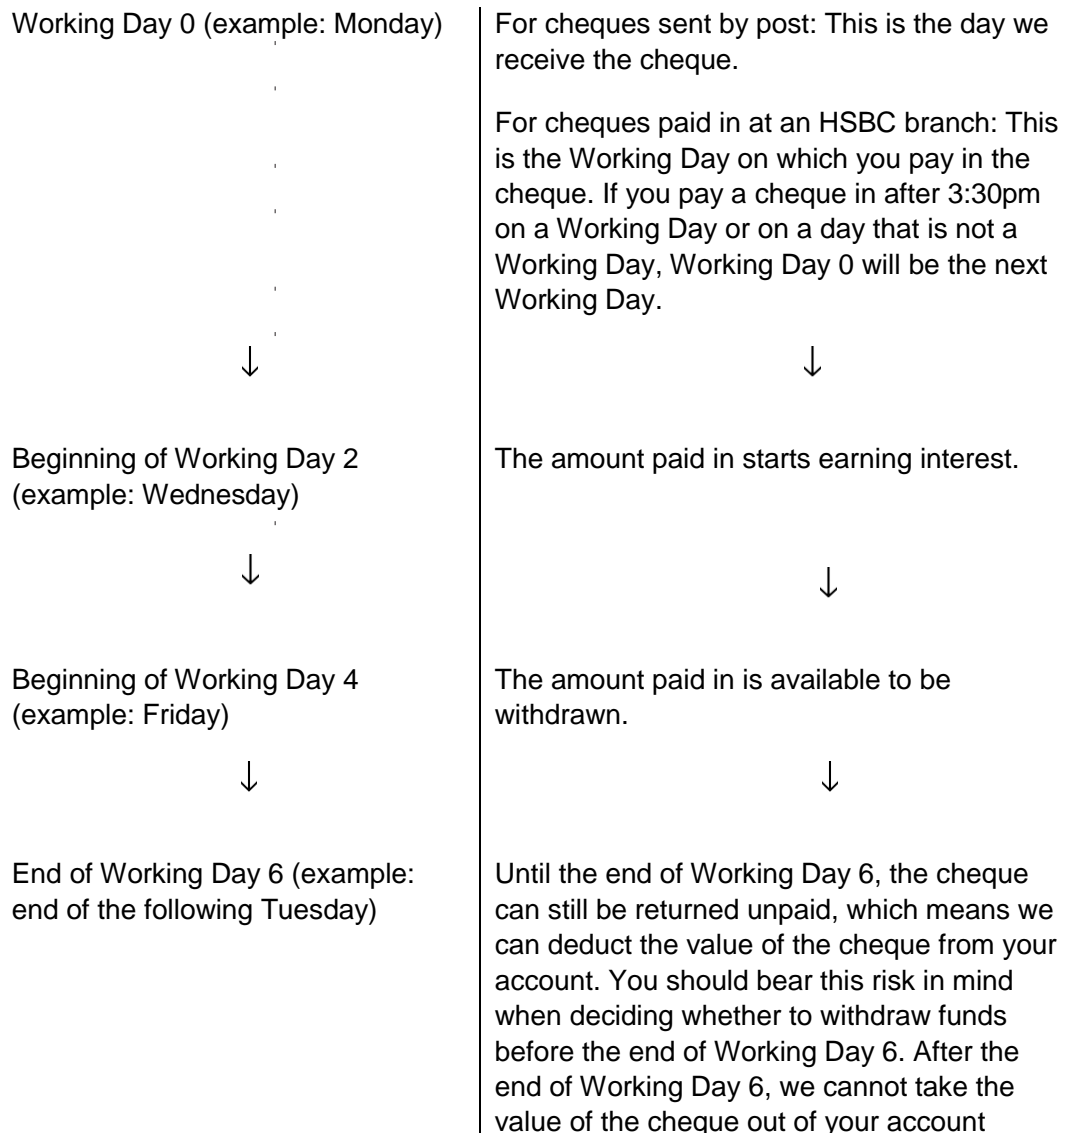 Working Day 0 (example: Monday)
For cheques sent by post: This is the day we
receive the cheque.
For cheques paid in at an HSBC branch: This
is the Working Day on which you pay in the
cheque. If you pay a cheque in after 3:30pm
on a Working Day or on a day that is not a
Working Day, Working Day 0 will be the next
Working Day.
↓ ↓
Beginning of Working Day 2
(example: Wednesday)
The amount paid in starts earning interest.
↓ ↓
Beginning of Working Day 4
(example: Friday)
The amount paid in is available to be
withdrawn.
↓ ↓
End of Working Day 6 (example:
end of the following Tuesday)
Until the end of Working Day 6, the cheque
can still be returned unpaid, which means we
can deduct the value of the cheque from your
account. You should bear this risk in mind
when deciding whether to withdraw funds
before the end of Working Day 6. After the
end of Working Day 6, we cannot take the
value of the cheque out of your account